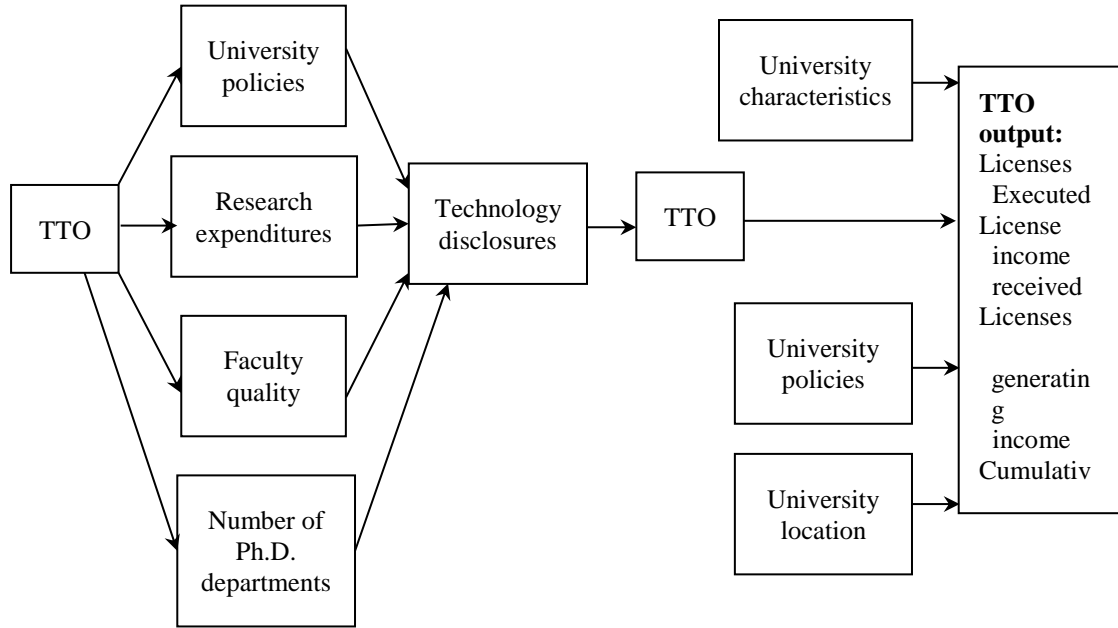 TTO
University
policies
Research
expenditures
Faculty
quality
Number of
Ph.D.
departments
Technology
disclosures
TTO
University
characteristics
University
policies
University
location
TTO
output:
Licenses
Executed
License
income
received
Licenses
generatin
g
income
Cumulativ